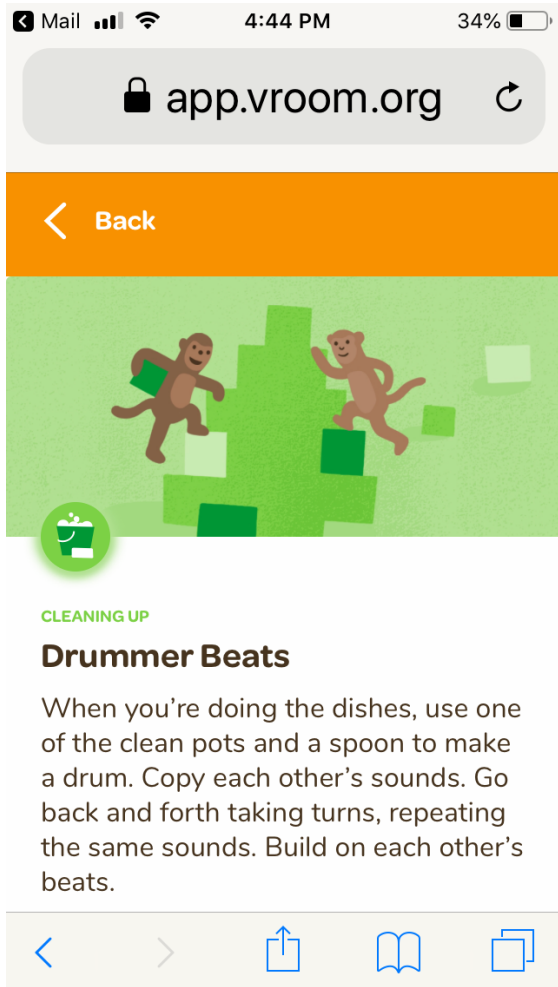 Mail 4:44 PM 34%
app.vroom.org
Back
CLEANING UP
Drummer Beats
When you’re doing the dishes, use one
of the clean pots and a spoon to make
a drum. Copy each other’s sounds. Go
back and forth taking turns, repeating
the same sounds. Build on each other’s
beats.